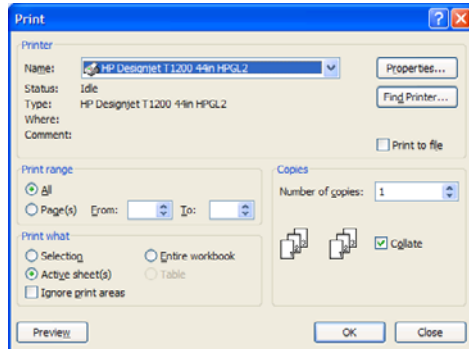 Print
Printer
Name: HP Designjet T1200 44in HPGL2 Properties...
Status: Idle
Type: HP Designjet T1200 44in HPGL2 Find Printer...
Where:
Comment: Print to file
Print range
All
Page(s) From: To:
Copies
Number of copies: 1
Collate
Print what
Selection Entire workbook
Active sheet(s) Table
Ignore print areas
Preview OK Close